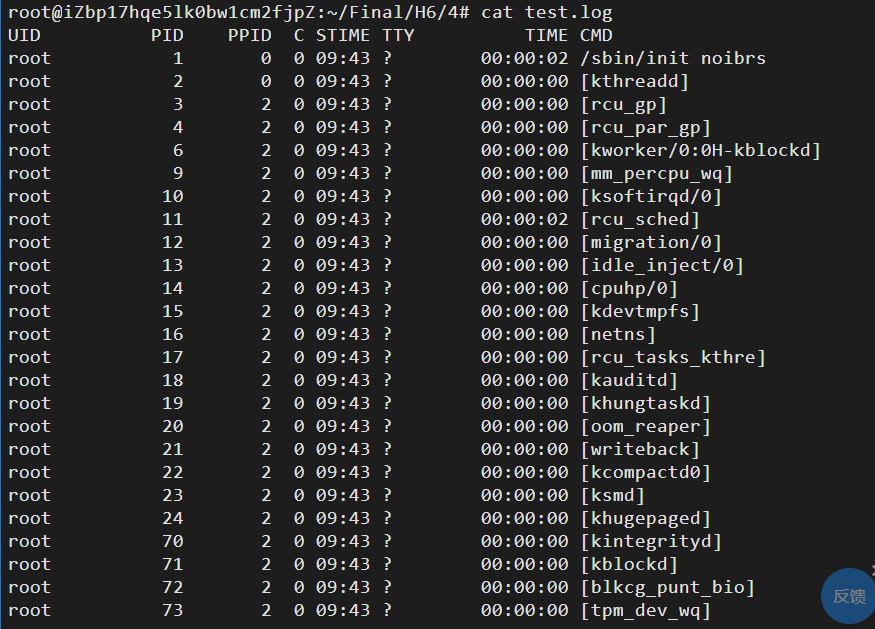 root@iZbp17hqe5lk0bw1cm2fjpZ:~/Final/H6/4# cat test.log
UID PID PPID C STIME TTY TIME CMD
root 1 0 0 09:43 ? 00:00:02 /sbin/init noibrs
root 2 0 0 09:43 ? 00:00:00 [kthreadd]
root 3 2 0 09:43 ? 00:00:00 [rcu_gp]
root 4 2 0 09:43 ? 00:00:00 [rcu_par_gp]
root 6 2 0 09:43 ? 00:00:00 [kworker/0:0H-kblockd]
root 9 2 0 09:43 ? 00:00:00 [mm_percpu_wq]
root 10 2 0 09:43 ? 00:00:00 [ksoftirqd/0]
root 11 2 0 09:43 ? 00:00:02 [rcu_sched]
root 12 2 0 09:43 ? 00:00:00 [migration/0]
root 13 2 0 09:43 ? 00:00:00 [idle_inject/0]
root 14 2 0 09:43 ? 00:00:00 [cpuhp/0]
root 15 2 0 09:43 ? 00:00:00 [kdevtmpfs]
root 16 2 0 09:43 ? 00:00:00 [netns]
root 17 2 0 09:43 ? 00:00:00 [rcu_tasks_kthre]
root 18 2 0 09:43 ? 00:00:00 [kauditd]
root 19 2 0 09:43 ? 00:00:00 [khungtaskd]
root 20 2 0 09:43 ? 00:00:00 [oom_reaper]
root 21 2 0 09:43 ? 00:00:00 [writeback]
root 22 2 0 09:43 ? 00:00:00 [kcompactd0]
root 23 2 0 09:43 ? 00:00:00 [ksmd]
root 24 2 0 09:43 ? 00:00:00 [khugepaged]
root 70 2 0 09:43 ? 00:00:00 [kintegrityd]
root 71 2 0 09:43 ? 00:00:00 [kblockd]
root 72 2 0 09:43 ? 00:00:00 [blkcg_punt_bio]
root 73 2 0 09:43 ? 00:00:00 [tpm_dev_wq]
反馈